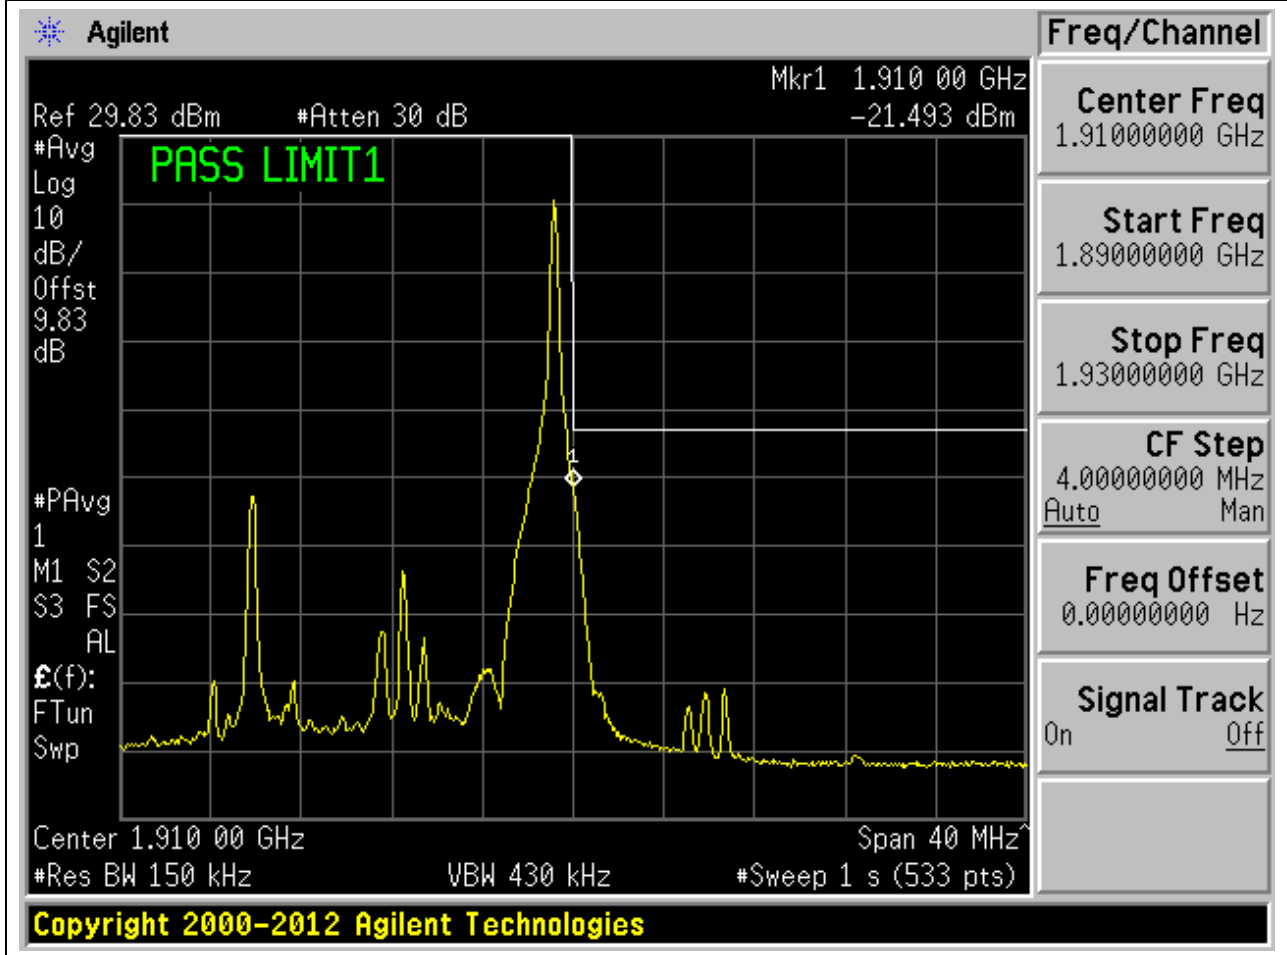 Agilent
Freq/Channel
Mkr1 1.910 00 GHz
Ref 29.83 dBm #Atten 30 dB -21.493 dBm
#Avg
Log
10
dB/
Offst
9.83
dB
PASS LIMIT1
1
#PAvg
1
M1 S2
S3 FS
AL
£(f):
FTun
Swp
Center 1.910 00 GHz Span 40 MHz^
#Res BW 150 kHz VBW 430 kHz #Sweep 1 s (533 pts)
Center Freq
1.91000000 GHz
Start Freq
1.89000000 GHz
Stop Freq
1.93000000 GHz
CF Step
4.00000000 MHz
Auto Man
Freq Offset
0.00000000 Hz
Signal Track
On Off
Copyright 2000-2012 Agilent Technologies